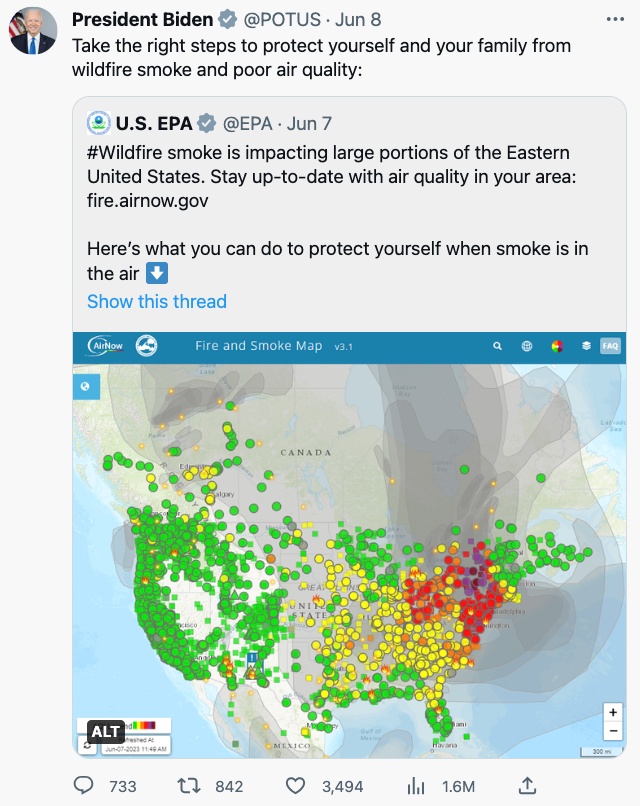 President Biden @POTUS · Jun 8
Take the right steps to protect yourself and your family from
wildfire smoke and poor air quality:
U.S. EPA @EPA · Jun 7
#Wildfire smoke is impacting large portions of the Eastern
United States. Stay up-to-date with air quality in your area:
fire.airnow.gov
Here's what you can do to protect yourself when smoke is in
the air
Show this thread
AirNow Fire and Smoke Map v3.1 FAQ
CANADA
Calgary
GREAT
UNITED
STATES
Gulf of
Mexico
Havana
MEXICO
ALT
Jun-07-2023 11:49 AM
+
−
300 mi
733 842 3,494 1.6M